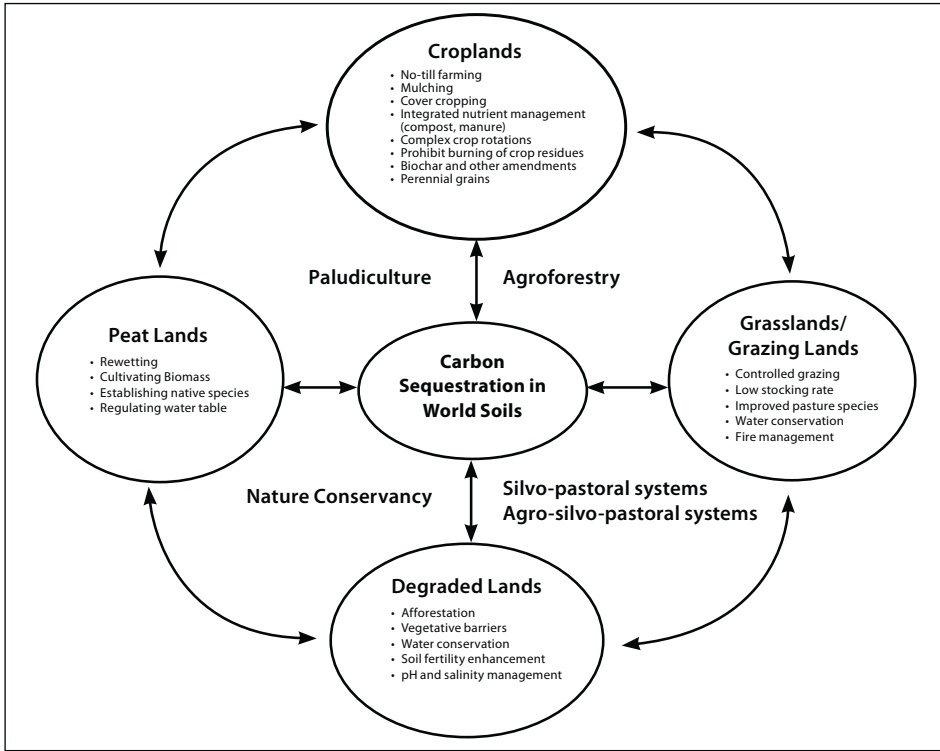 Croplands
• No-till farming
• Mulching
• Cover cropping
• Integrated nutrient management
(compost, manure)
• Complex crop rotations
• Prohibit burning of crop residues
• Biochar and other amendments
• Perennial grains
Paludiculture
Agroforestry
Peat Lands
• Rewetting
• Cultivating Biomass
• Establishing native species
• Regulating water table
Carbon
Sequestration in
World Soils
Grasslands/
Grazing Lands
• Controlled grazing
• Low stocking rate
• Improved pasture species
• Water conservation
• Fire management
Nature Conservancy
Silvo-pastoral systems
Agro-silvo-pastoral systems
Degraded Lands
• Afforestation
• Vegetative barriers
• Water conservation
• Soil fertility enhancement
• pH and salinity management